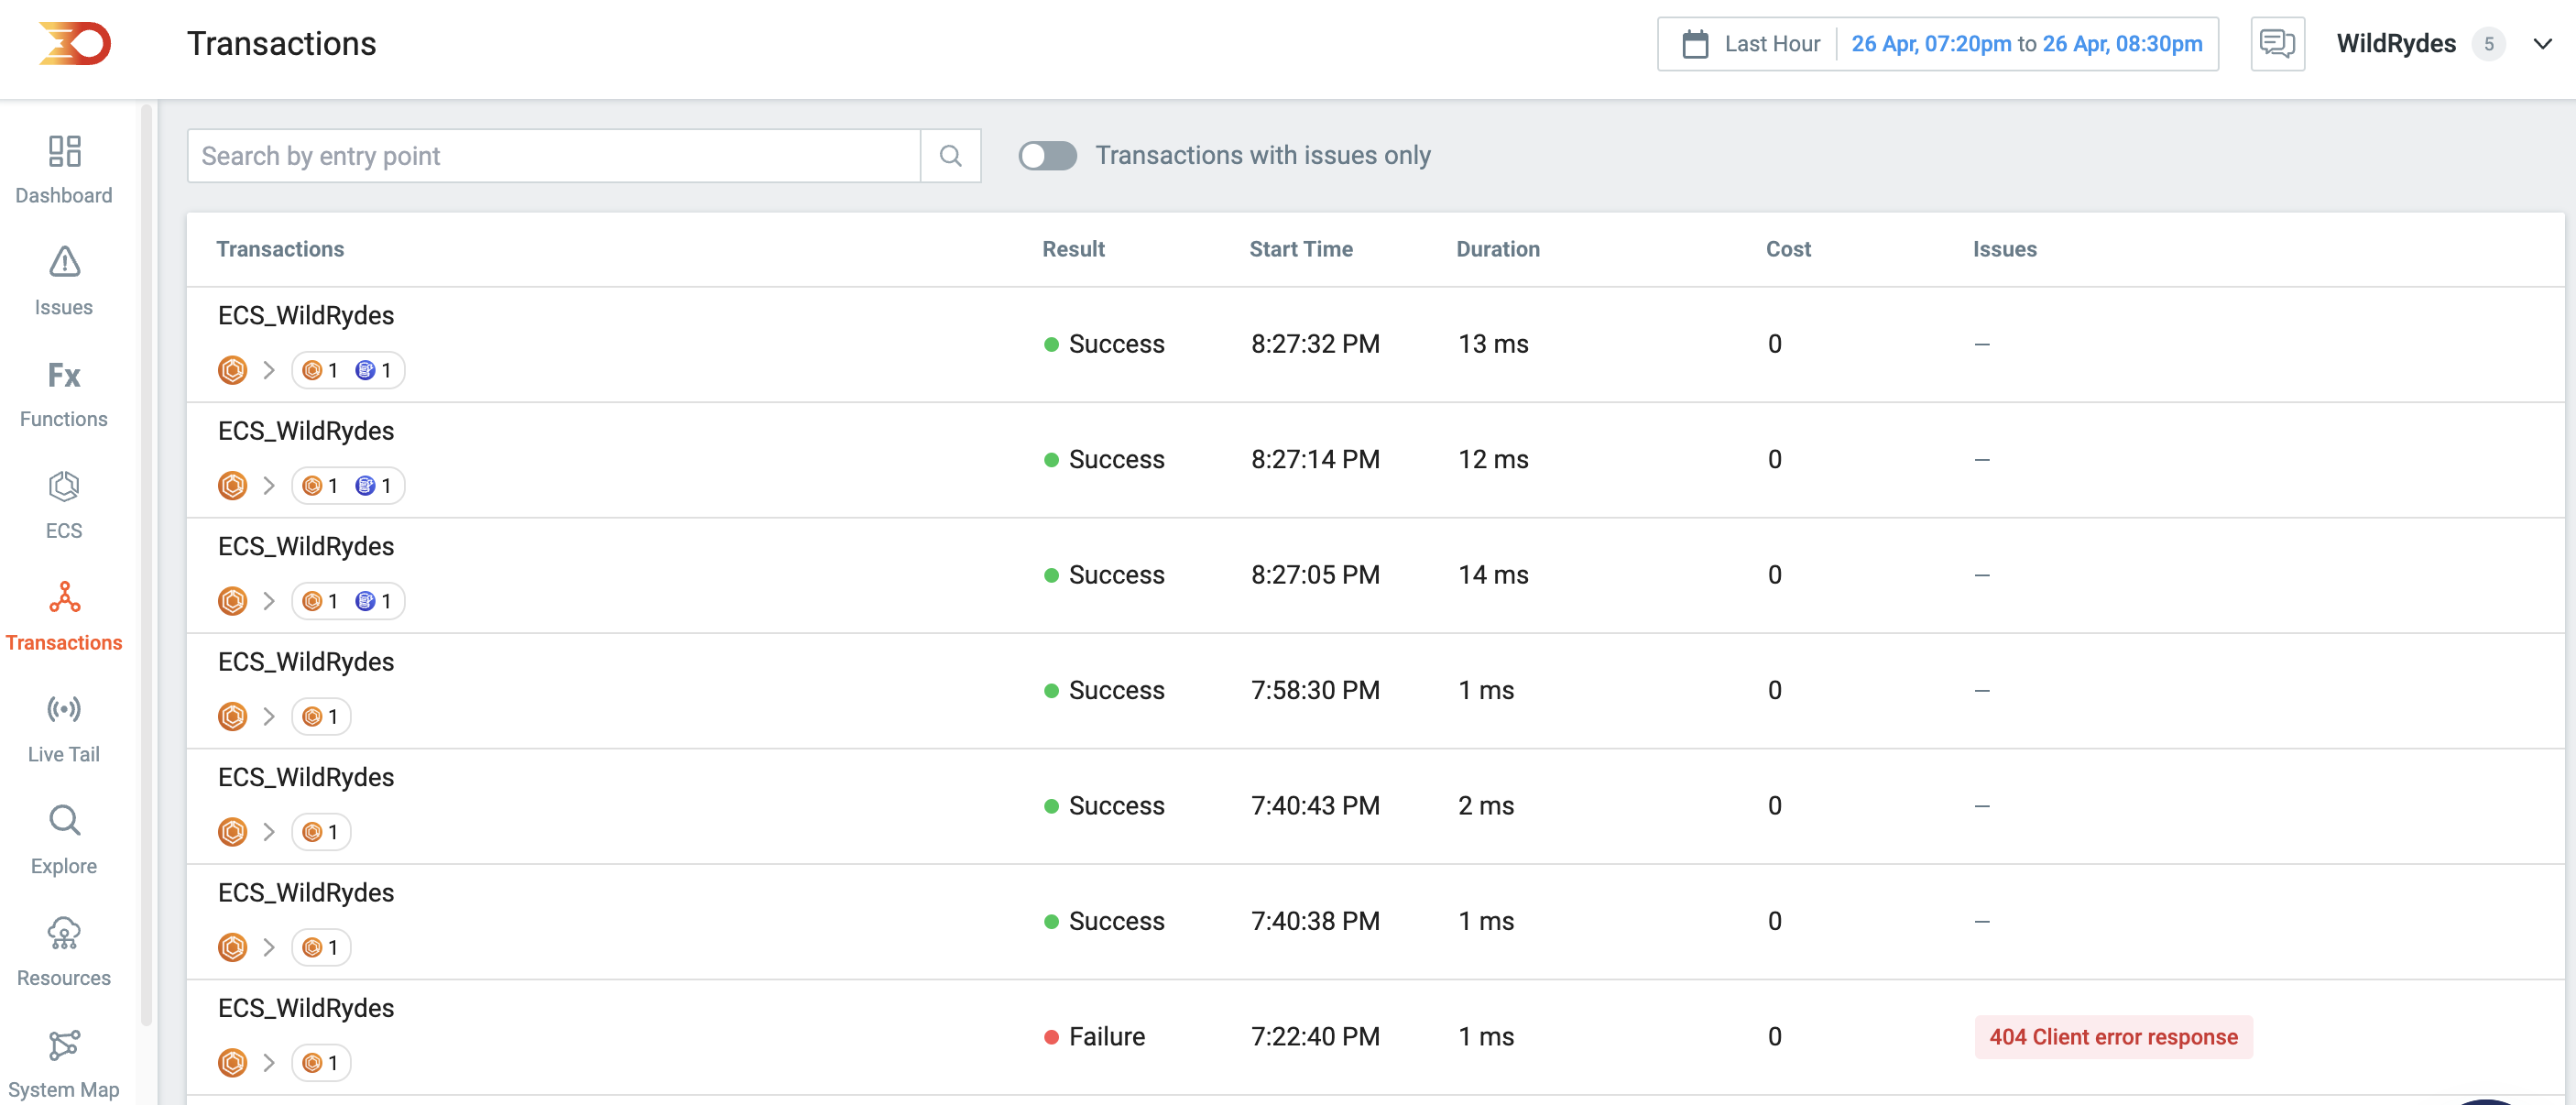 Transactions
Last Hour 26 Apr, 07:20pm to 26 Apr, 08:30pm
WildRydes 5
Search by entry point
Transactions with issues only
Dashboard
Issues
Fx
Functions
ECS
Transactions
Live Tail
Explore
Resources
System Map
Transactions Result Start Time Duration Cost Issues
ECS_WildRydes
1 1
Success 8:27:32 PM 13 ms 0 –
ECS_WildRydes
1 1
Success 8:27:14 PM 12 ms 0 –
ECS_WildRydes
1 1
Success 8:27:05 PM 14 ms 0 –
ECS_WildRydes
1
Success 7:58:30 PM 1 ms 0 –
ECS_WildRydes
1
Success 7:40:43 PM 2 ms 0 –
ECS_WildRydes
1
Success 7:40:38 PM 1 ms 0 –
ECS_WildRydes
1
Failure 7:22:40 PM 1 ms 0 404 Client error response